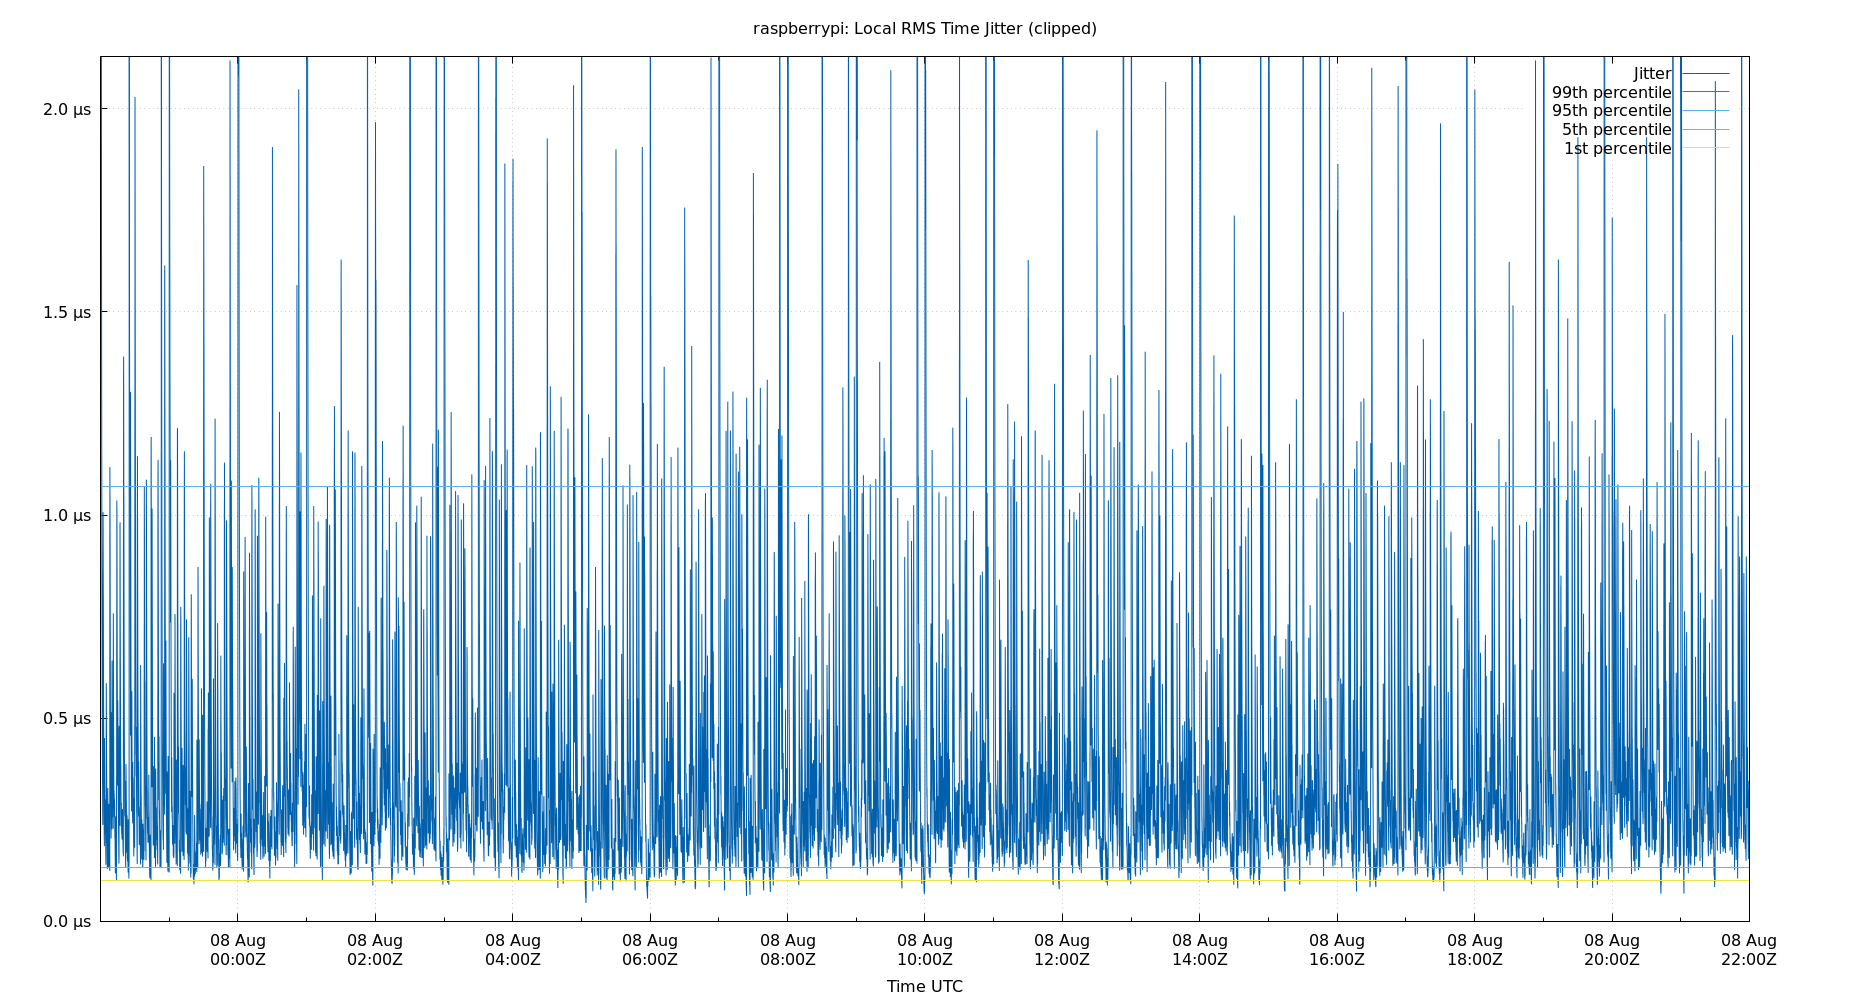 raspberrypi: Local RMS Time Jitter (clipped)
Jitter
99th percentile
95th percentile
5th percentile
1st percentile
2.0 µs
1.5 µs
1.0 µs
0.5 µs
0.0 µs
08 Aug 08 Aug 08 Aug 08 Aug 08 Aug 08 Aug 08 Aug 08 Aug 08 Aug 08 Aug 08 Aug 08 Aug
00:00Z 02:00Z 04:00Z 06:00Z 08:00Z 10:00Z 12:00Z 14:00Z 16:00Z 18:00Z 20:00Z 22:00Z
Time UTC